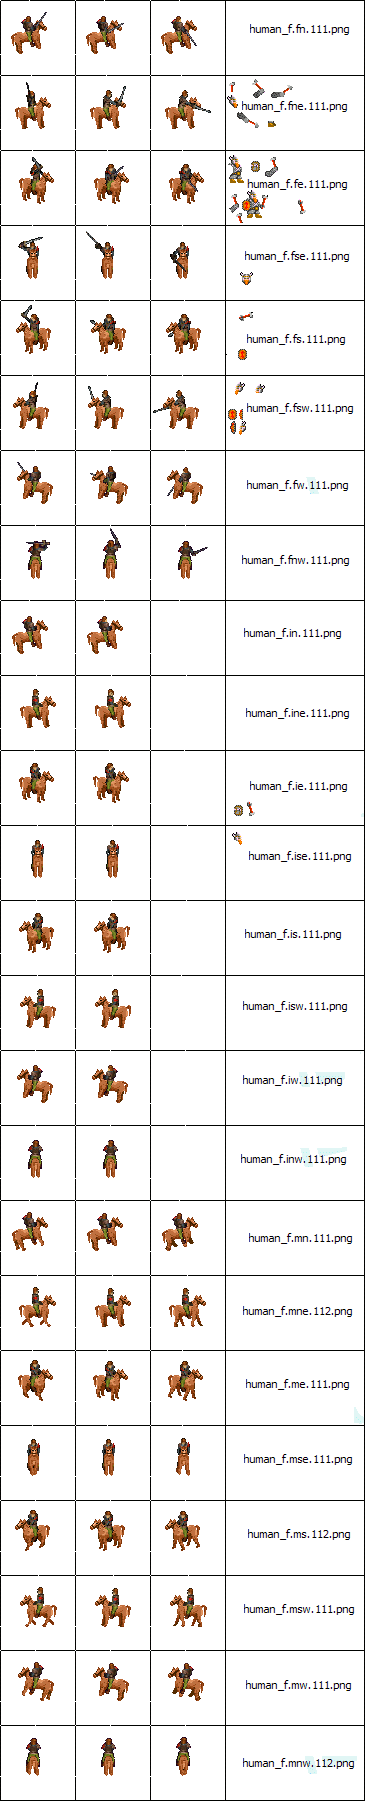 human_f.fn.111.png
human_f.fne.111.png
human_f.fe.111.png
human_f.fse.111.png
human_f.fs.111.png
human_f.fsw.111.png
human_f.fw.111.png
human_f.fnw.111.png
human_f.in.111.png
human_f.ine.111.png
human_f.ie.111.png
human_f.ise.111.png
human_f.is.111.png
human_f.isw.111.png
human_f.iw.111.png
human_f.inw.111.png
human_f.mn.111.png
human_f.mne.112.png
human_f.me.111.png
human_f.mse.111.png
human_f.ms.112.png
human_f.msw.111.png
human_f.mw.111.png
human_f.mnw.112.png